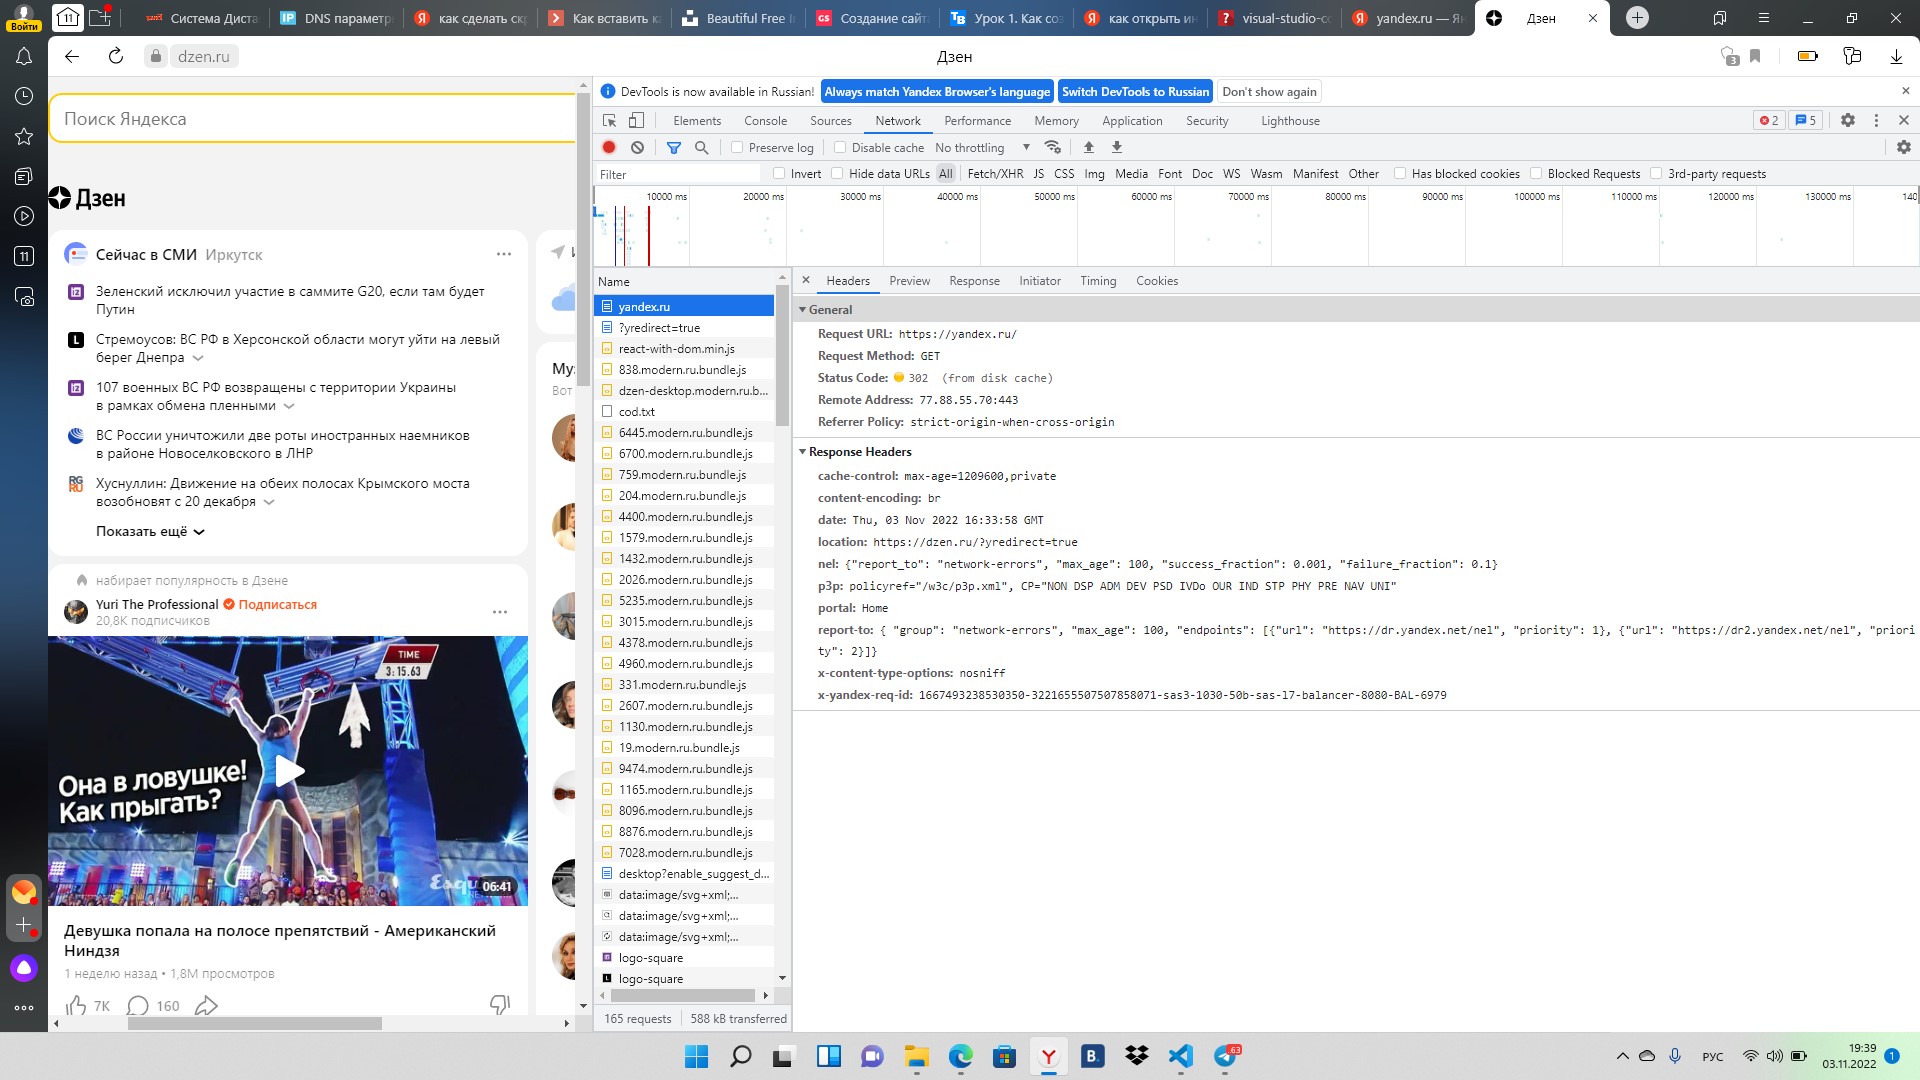 Войти
11
Система Диста
DNS параметр
как сделать скр
Как вставить ка
Beautiful Free I
Создание сайт
Урок 1. Как со
как открыть ин
visual-studio-co
yandex.ru — Ян
Дзен
dzen.ru
Дзен
3
DevTools is now available in Russian!
Always match Yandex Browser's language
Switch DevTools to Russian
Don't show again
Поиск Яндекса
Elements
Console
Sources
Network
Performance
Memory
Application
Security
Lighthouse
2
5
Preserve log
Disable cache
No throttling
Filter
Invert
Hide data URLs
All
Fetch/XHR
JS
CSS
Img
Media
Font
Doc
WS
Wasm
Manifest
Other
Has blocked cookies
Blocked Requests
3rd-party requests
10000 ms
20000 ms
30000 ms
40000 ms
50000 ms
60000 ms
70000 ms
80000 ms
90000 ms
100000 ms
110000 ms
120000 ms
130000 ms
140
Дзен
Сейчас в СМИ Иркутск
Зеленский исключил участие в саммите G20, если там будет
Путин
Стремоусов: ВС РФ в Херсонской области могут уйти на левый
берег Днепра
107 военных ВС РФ возвращены с территории Украины
в рамках обмена пленными
ВС России уничтожили две роты иностранных наемников
в районе Новоселковского в ЛНР
Хуснуллин: Движение на обеих полосах Крымского моста
возобновят с 20 декабря
Показать ещё
Му
Вот
набирает популярность в Дзене
Yuri The Professional
Подписаться
20,8K подписчиков
TIME
3:15.63
Она в ловушке!
Как прыгать?
Esqu
NETWORK
06:41
Девушка попала на полосе препятствий - Американский
Ниндзя
1 неделю назад • 1,8М просмотров
7K
160
Name
yandex.ru
?yredirect=true
react-with-dom.min.js
838.modern.ru.bundle.js
dzen-desktop.modern.ru.b...
cod.txt
6445.modern.ru.bundle.js
6700.modern.ru.bundle.js
759.modern.ru.bundle.js
204.modern.ru.bundle.js
4400.modern.ru.bundle.js
1579.modern.ru.bundle.js
1432.modern.ru.bundle.js
2026.modern.ru.bundle.js
5235.modern.ru.bundle.js
3015.modern.ru.bundle.js
4378.modern.ru.bundle.js
4960.modern.ru.bundle.js
331.modern.ru.bundle.js
2607.modern.ru.bundle.js
1130.modern.ru.bundle.js
19.modern.ru.bundle.js
9474.modern.ru.bundle.js
1165.modern.ru.bundle.js
8096.modern.ru.bundle.js
8876.modern.ru.bundle.js
7028.modern.ru.bundle.js
desktop?enable_suggest_d...
data:image/svg+xml;...
data:image/svg+xml;...
data:image/svg+xml;...
logo-square
logo-square
165 requests
588 kB transferred
Headers
Preview
Response
Initiator
Timing
Cookies
General
Request URL: https://yandex.ru/
Request Method: GET
Status Code: 302 (from disk cache)
Remote Address: 77.88.55.70:443
Referrer Policy: strict-origin-when-cross-origin
Response Headers
cache-control: max-age=1209600,private
content-encoding: br
date: Thu, 03 Nov 2022 16:33:58 GMT
location: https://dzen.ru/?yredirect=true
nel: {"report_to": "network-errors", "max_age": 100, "success_fraction": 0.001, "failure_fraction": 0.1}
p3p: policyref="/w3c/p3p.xml", CP="NON DSP ADM DEV PSD IVDo OUR IND STP PHY PRE NAV UNI"
portal: Home
report-to: { "group": "network-errors", "max_age": 100, "endpoints": [{"url": "https://dr.yandex.net/nel", "priority": 1}, {"url": "https://dr2.yandex.net/nel", "priori
ty": 2}]}
x-content-type-options: nosniff
x-yandex-req-id: 1667493238530350-3221655507507858071-sas3-1030-50b-sas-l7-balancer-8080-BAL-6979
11
63
РУС
19:39
03.11.2022
1